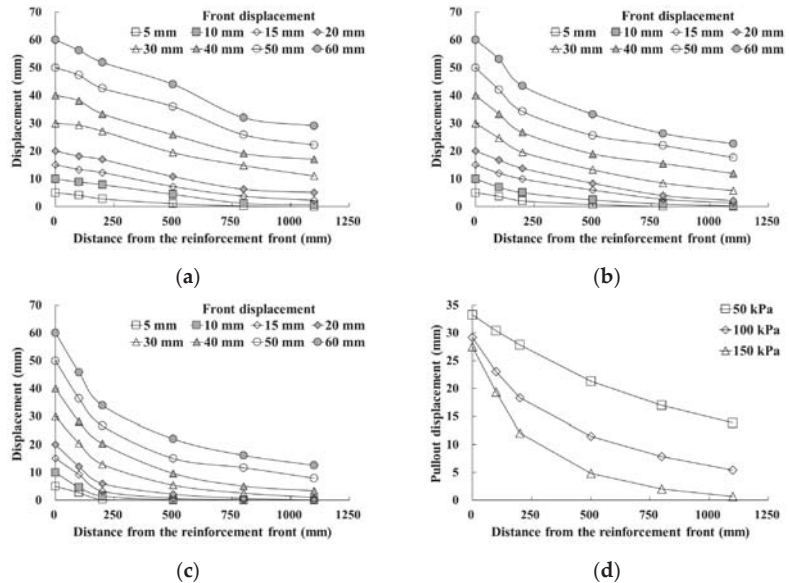 Front displacement
5 mm 10 mm 15 mm 20 mm
30 mm 40 mm 50 mm 60 mm
70
60
50
40
30
20
10
0
Displacement (mm)
0 250 500 750 1000 1250
Distance from the reinforcement front (mm)
(a)
Front displacement
5 mm 10 mm 15 mm 20 mm
30 mm 40 mm 50 mm 60 mm
70
60
50
40
30
20
10
0
Displacement (mm)
0 250 500 750 1000 1250
Distance from the reinforcement front (mm)
(b)
Front displacement
5 mm 10 mm 15 mm 20 mm
30 mm 40 mm 50 mm 60 mm
70
60
50
40
30
20
10
0
Displacement (mm)
0 250 500 750 1000 1250
Distance from the reinforcement front (mm)
(c)
50 kPa
100 kPa
150 kPa
35
30
25
20
15
10
5
0
Pullout displacement (mm)
0 250 500 750 1000 1250
Distance from the reinforcement front (mm)
(d)